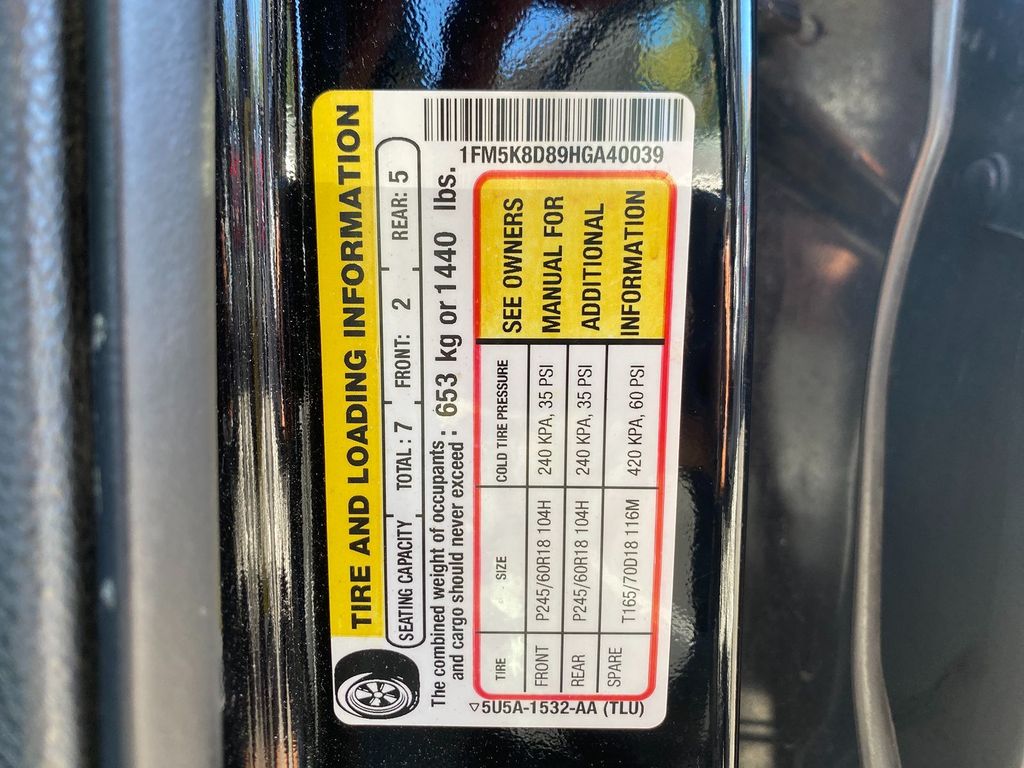 TIRE AND LOADING INFORMATION
SEATING CAPACITY TOTAL : 7 FRONT: 2 REAR: 5
The combined weight of occupants
and cargo should never exceed : 653 kg or 1440 lbs.
TIRE SIZE COLD TIRE PRESSURE
FRONT P245/60R18 104H 240 KPA, 35 PSI
REAR P245/60R18 104H 240 KPA, 35 PSI
SPARE T165/70D18 116M 420 KPA, 60 PSI
SEE OWNERS
MANUAL FOR
ADDITIONAL
INFORMATION
5U5A-1532-AA (TLU)
1FM5K8D89HGA40039